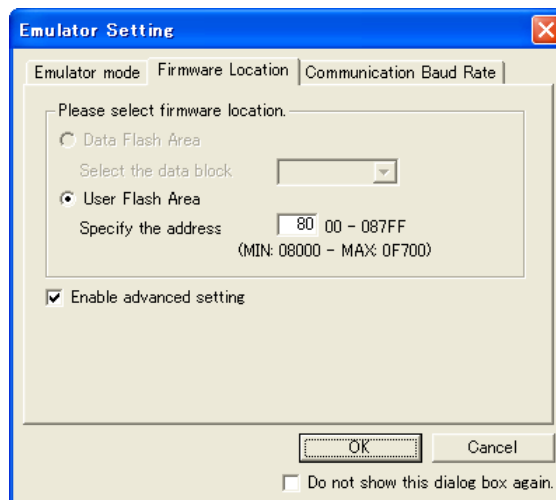 Emulator Setting
Emulator mode Firmware Location Communication Baud Rate
Please select firmware location.
Data Flash Area
Select the data block
User Flash Area
Specify the address 80 00 - 087FF
(MIN: 08000 - MAX: 0F700)
Enable advanced setting
OK Cancel
Do not show this dialog box again.